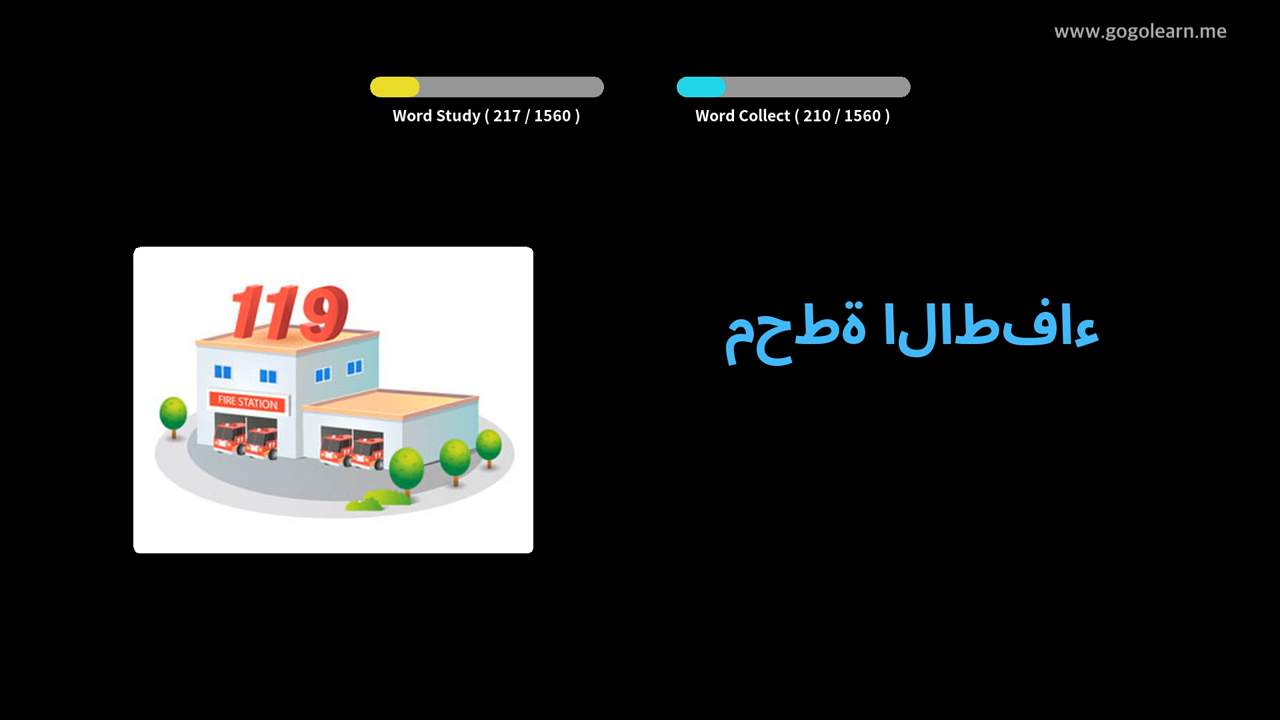 www.gogolearn.me
Word Study ( 217 / 1560 )
Word Collect ( 210 / 1560 )
119
FIRE STATION
محطة الاطفاء